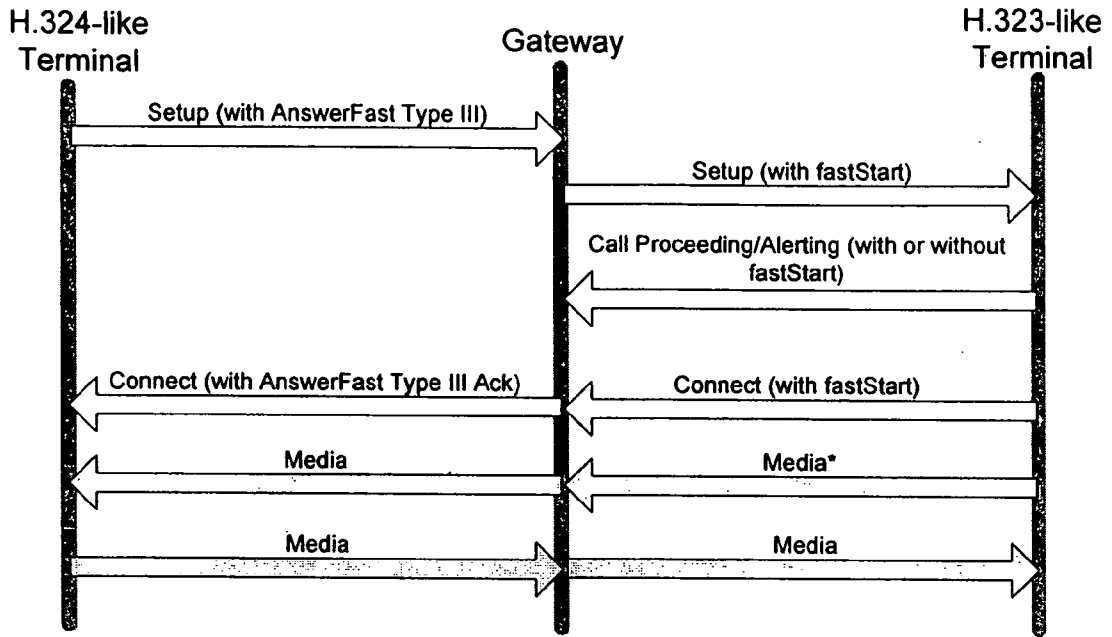 H.324-like
Terminal
Gateway
H.323-like
Terminal
Setup (with AnswerFast Type III)
Setup (with fastStart)
Call Proceeding/Alerting (with or without
fastStart)
Connect (with AnswerFast Type III Ack)
Connect (with fastStart)
Media
Media*
Media
Media